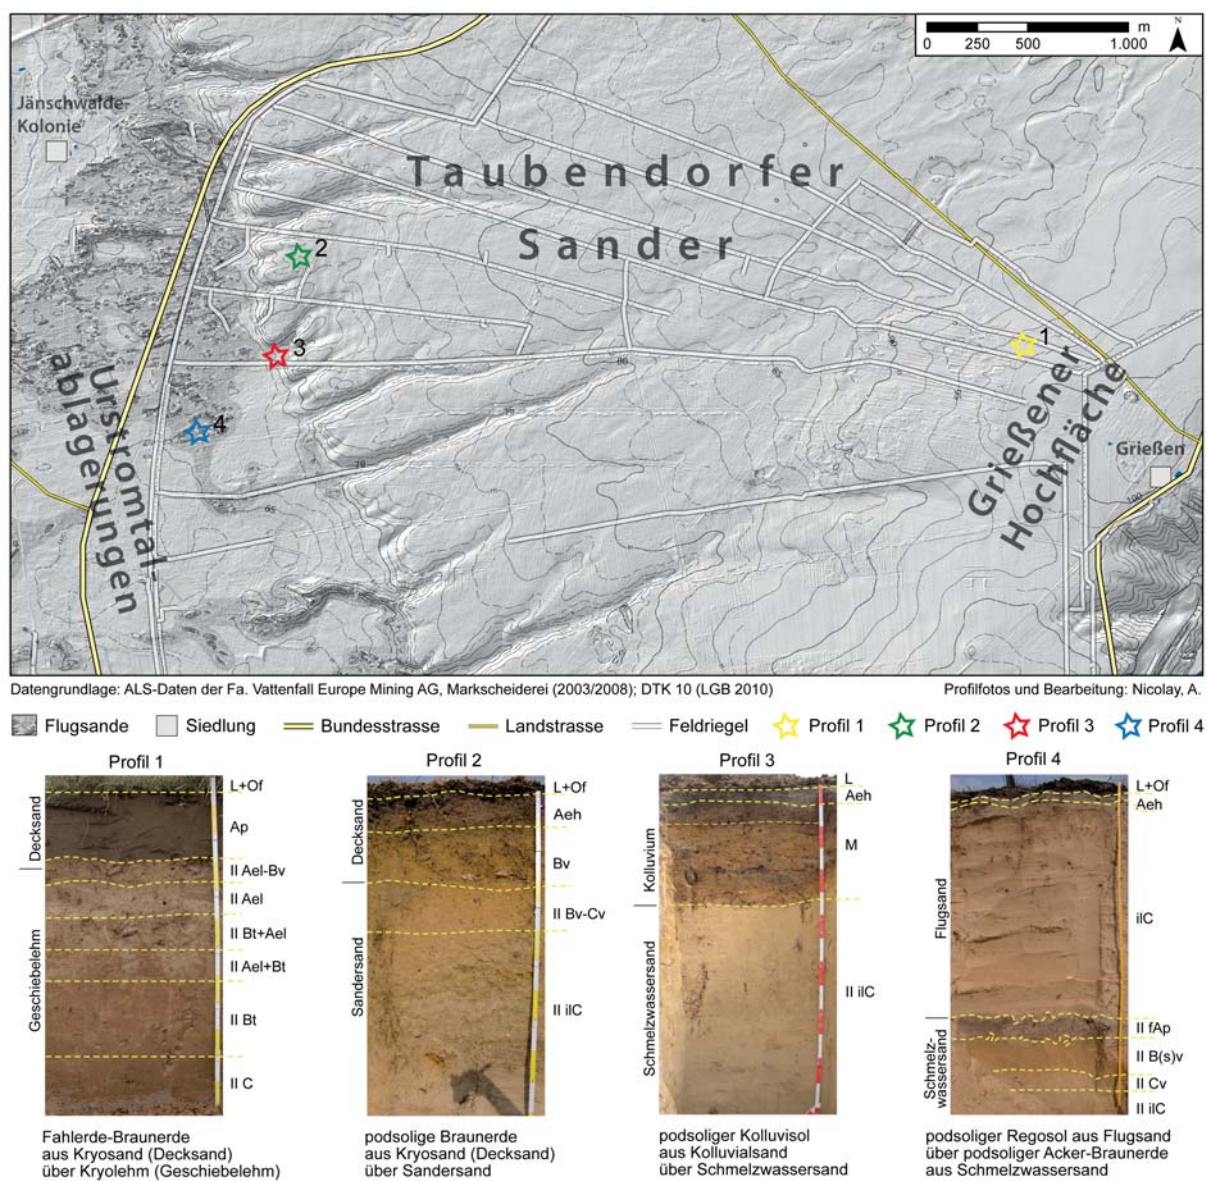 m
N
0
250
500
1.000
Jänschwalde-
Kolonie
Taubendorfer
Sander
2
1
3
4
80
65
79
78
65
95
100
Urstromtal-
ablagerungen
Grießener
Hochfläche
Grießen
Datengrundlage: ALS-Daten der Fa. Vattenfall Europe Mining AG, Markscheiderei (2003/2008); DTK 10 (LGB 2010)
Profilfotos und Bearbeitung: Nicolay, A.
Flugsande
Siedlung
Bundesstrasse
Landstrasse
Feldriegel
Profil 1
Profil 2
Profil 3
Profil 4
Profil 1
Decksand
Geschiebelehm
L+Of
Ap
II Ael-Bv
II Ael
II Bt+Ael
II Ael+Bt
II Bt
II C
Fahlerde-Braunerde
aus Kryosand (Decksand)
über Kryolehm (Geschiebelehm)
Profil 2
Decksand
Sandersand
L+Of
Aeh
Bv
II Bv-Cv
II ilC
podsolige Braunerde
aus Kryosand (Decksand)
über Sandersand
Profil 3
Kolluvium
Schmelzwassersand
L
Aeh
M
II ilC
podsoliger Kolluvisol
aus Kolluvialsand
über Schmelzwassersand
Profil 4
Flugsand
Schmelz-
wassersand
L+Of
Aeh
ilC
II fAp
II B(s)v
II Cv
II ilC
podsoliger Regosol aus Flugsand
über podsoliger Acker-Braunerde
aus Schmelzwassersand